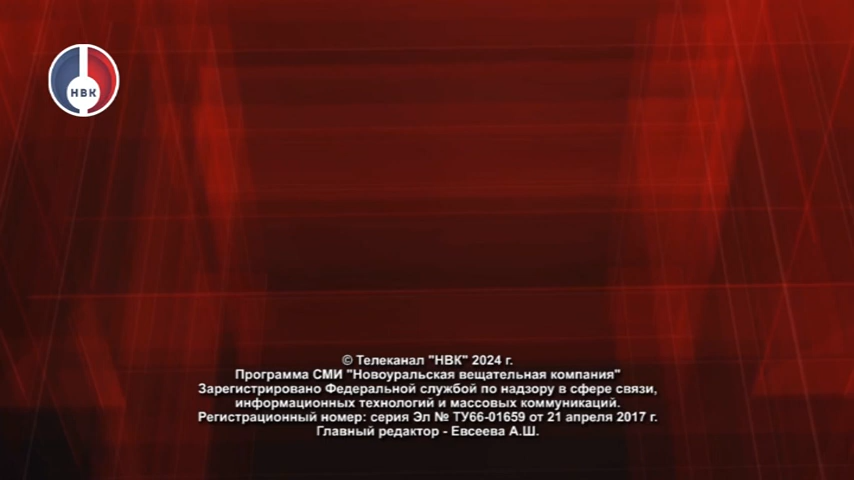 НВК
© Телеканал "НВК" 2024 г.
Программа СМИ "Новоуральская вещательная компания"
Зарегистрировано Федеральной службой по надзору в сфере связи,
информационных технологий и массовых коммуникаций.
Регистрационный номер: серия Эл № ТУ66-01659 от 21 апреля 2017 г.
Главный редактор - Евсеева А.Ш.